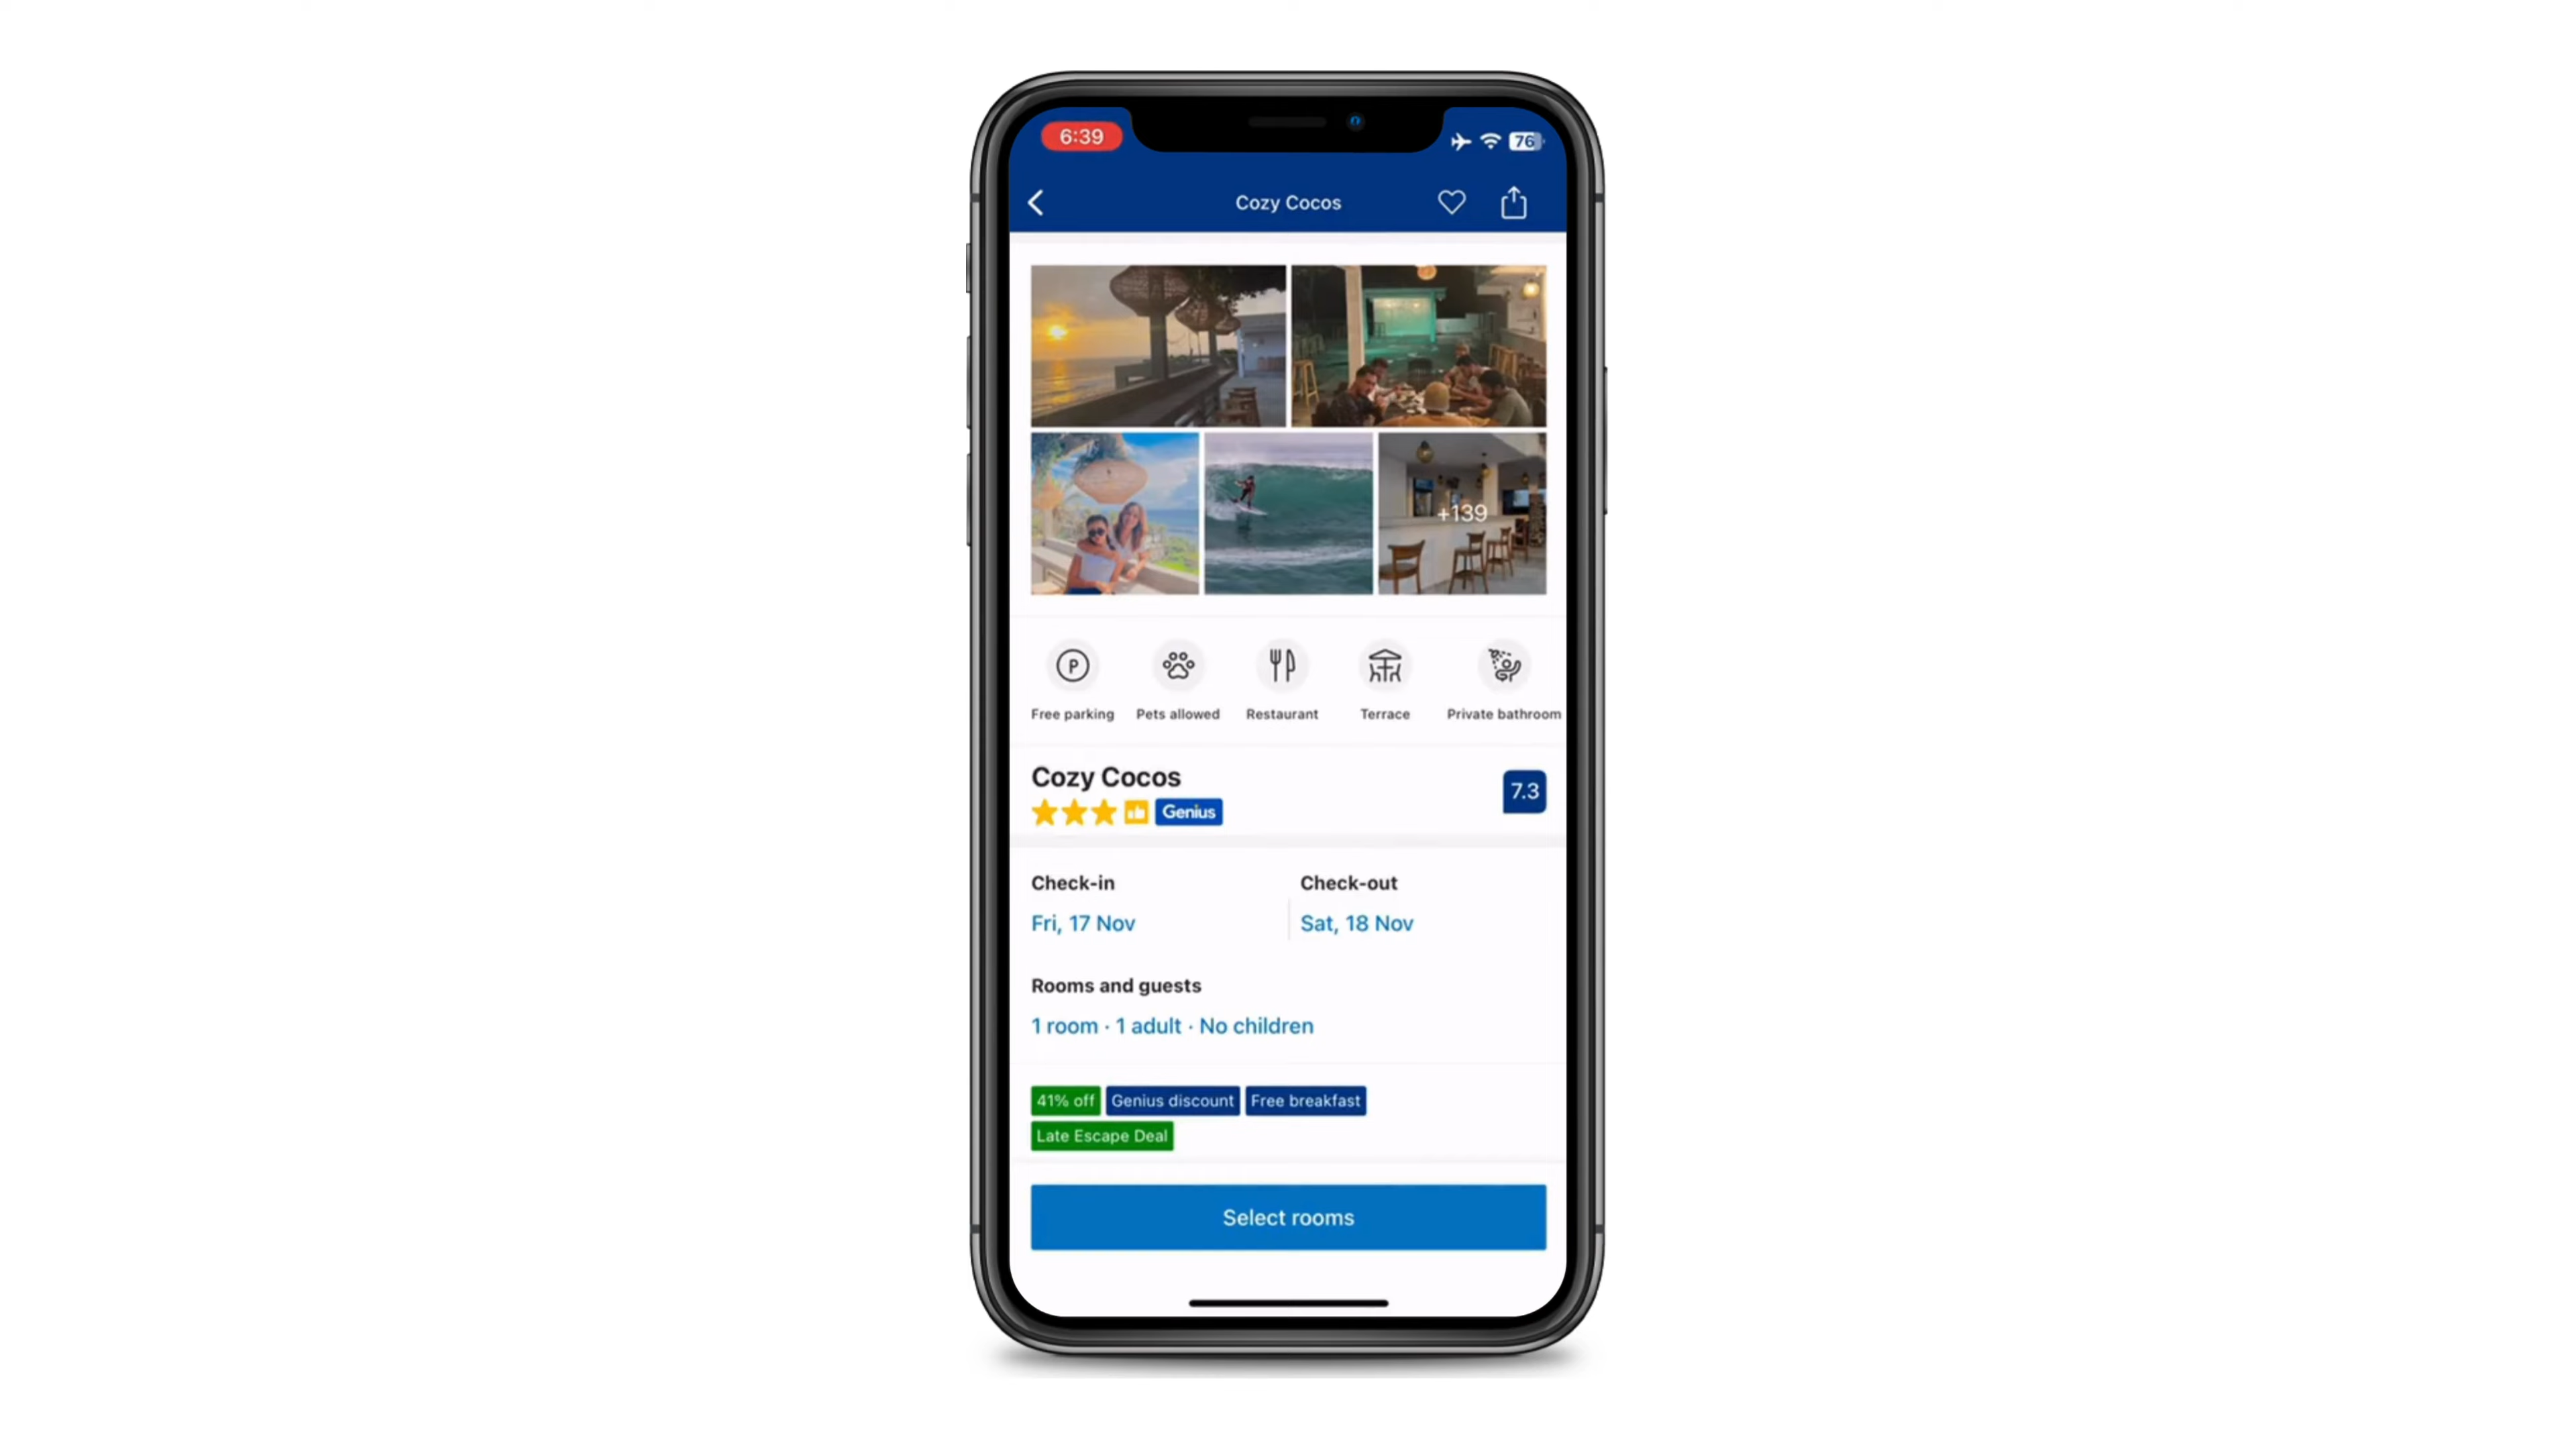 6:39
76
Cozy Cocos
+139
Free parking
Pets allowed
Restaurant
Terrace
Private bathroom
Cozy Cocos
Genius
7.3
Check-in
Check-out
Fri, 17 Nov
Sat, 18 Nov
Rooms and guests
1 room · 1 adult · No children
41% off
Genius discount
Free breakfast
Late Escape Deal
Select rooms